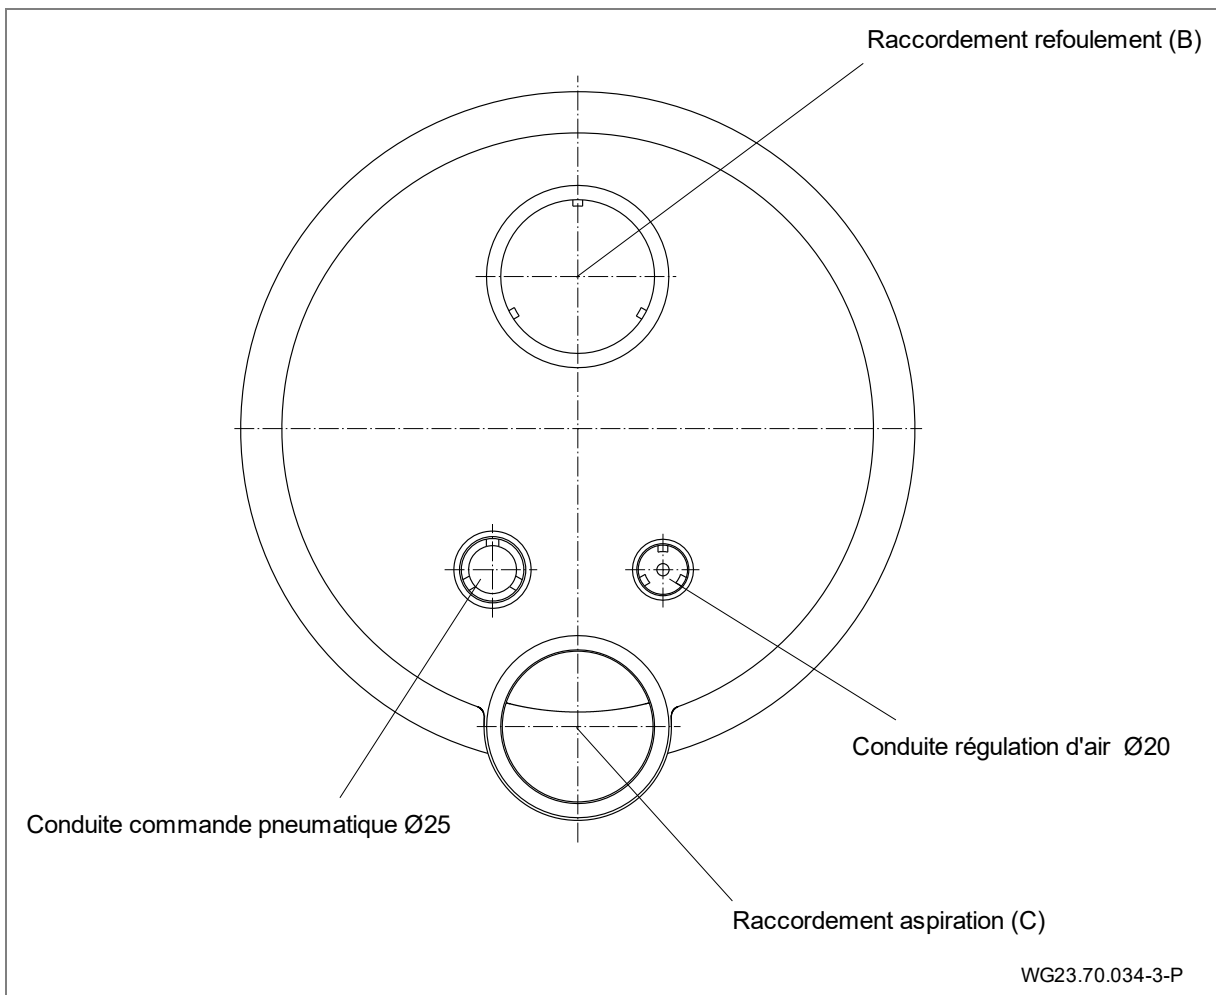 Raccordement refoulement (B)
Conduite régulation d'air Ø20
Conduite commande pneumatique Ø25
Raccordement aspiration (C)
WG23.70.034-3-P